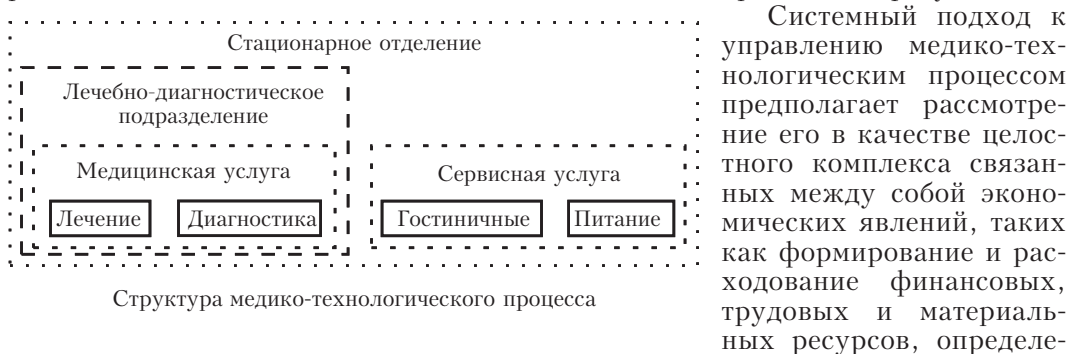 Стационарное отделение
Лечебно-диагностическое
подразделение
Медицинская услуга
Сервисная услуга
Лечение
Диагностика
Гостиничные
Питание
Структура медико-технологического процесса
Системный подход к
управлению медико-тех-
нологическим процессом
предполагает рассмотре-
ние его в качестве целос-
тного комплекса связан-
ных между собой эконо-
мических явлений, таких
как формирование и рас-
ходование финансовых,
трудовых и материаль-
ных ресурсов, определе-